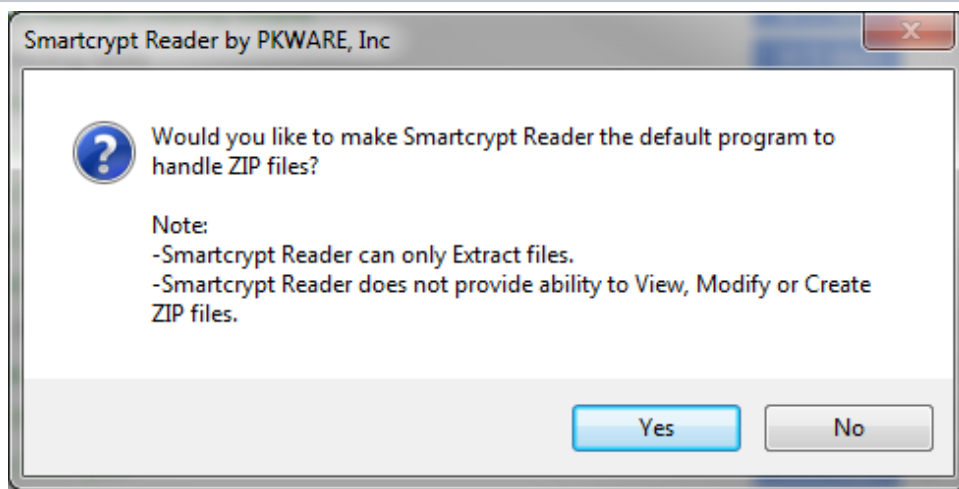 Smartcrypt Reader by PKWARE, Inc
Would you like to make Smartcrypt Reader the default program to
handle ZIP files?
Note:
-Smartcrypt Reader can only Extract files.
-Smartcrypt Reader does not provide ability to View, Modify or Create
ZIP files.
Yes
No